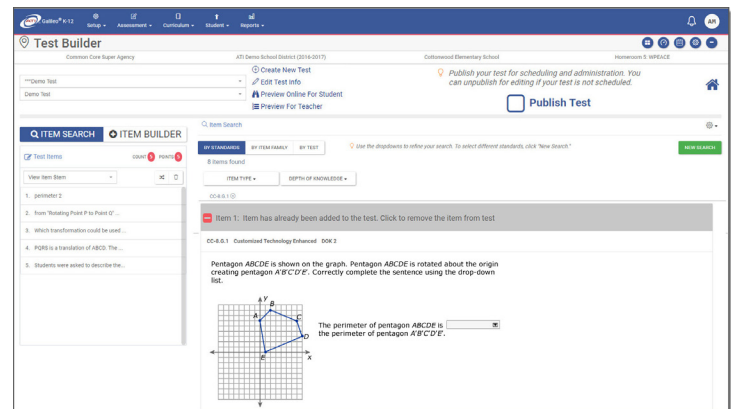 ATI Galileo® K-12 Setup Assessment Curriculum Student Reports AR
Test Builder
Common Core Super Agency ATI Demo School District (2016-2017) Cottonwood Elementary School Homeroom 5: WPEACE
***Demo Test
Demo Test
Create New Test
Edit Test Info
Preview Online For Student
Preview For Teacher
Publish your test for scheduling and administration. You
can unpublish for editing if your test is not scheduled.
Publish Test
ITEM SEARCH ITEM BUILDER
Test Items COUNT 5 POINTS 5
View Item Stem
1. perimeter 2
2. from "Rotating Point P to Point Q" ...
3. Which transformation could be used ...
4. PQRS is a translation of ABCD. The ...
5. Students were asked to describe the...
Item Search
BY STANDARDS BY ITEM FAMILY BY TEST Use the dropdowns to refine your search. To select different standards, click "New Search." NEW SEARCH
8 items found
ITEM TYPE DEPTH OF KNOWLEDGE
CC-8.G.1
Item 1: Item has already been added to the test. Click to remove the item from test
CC-8.G.1 Customized Technology Enhanced DOK 2
Pentagon ABCDE is shown on the graph. Pentagon ABCDE is rotated about the origin
creating pentagon A'B'C'D'E'. Correctly complete the sentence using the drop-down
list.
Y
B
A
C
D
E
X
The perimeter of pentagon ABCDE is
the perimeter of pentagon A'B'C'D'E'.